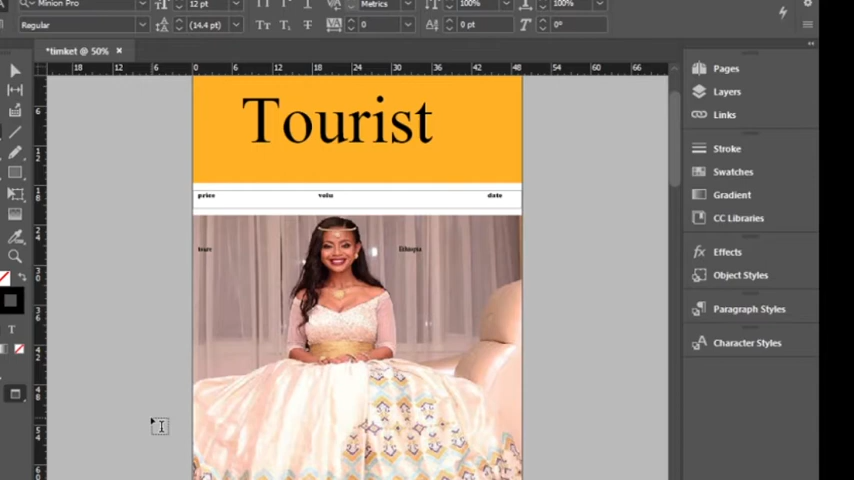 Minion Pro 12 pt Metrics 100% 100%
Regular (14.4 pt) 0 0 pt 0°
*timket @ 50% ×
18 12 6 0 6 12 18 24 30 36 42 48 54 60 66
Pages
Layers
Links
Stroke
Swatches
Gradient
CC Libraries
Effects
Object Styles
Paragraph Styles
Character Styles
Tourist
price date
Ethiopia